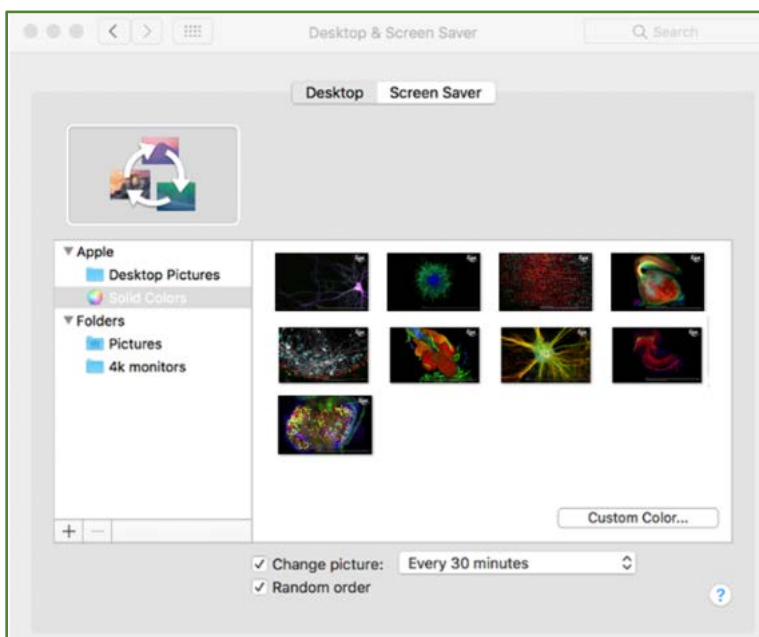 Desktop & Screen Saver
Search
Desktop Screen Saver
Apple
Desktop Pictures
Solid Colors
Folders
Pictures
4k monitors
Custom Color...
Change picture: Every 30 minutes
Random order
?